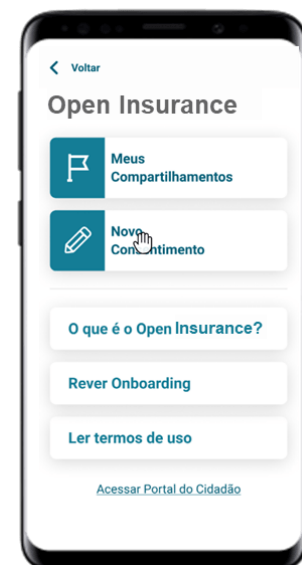 Voltar
Open Insurance
Meus
Compartilhamentos
Novo
Consentimento
O que é o Open Insurance?
Rever Onboarding
Ler termos de uso
Acessar Portal do Cidadão